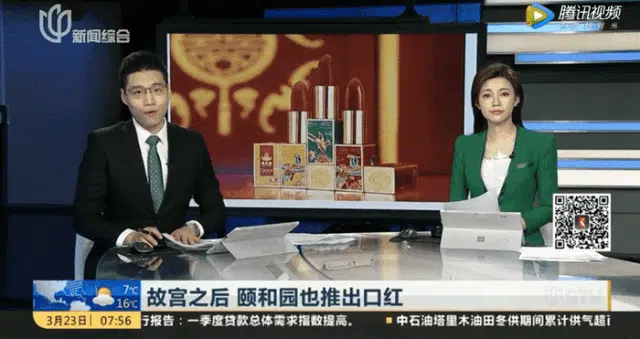 新闻综合
腾讯视频
故宫之后 颐和园也推出口红
7℃
16℃
3月23日 07:56
行报告：一季度贷款总体需求指数提高。 ■中石油塔里木油田冬供期间累计供气超